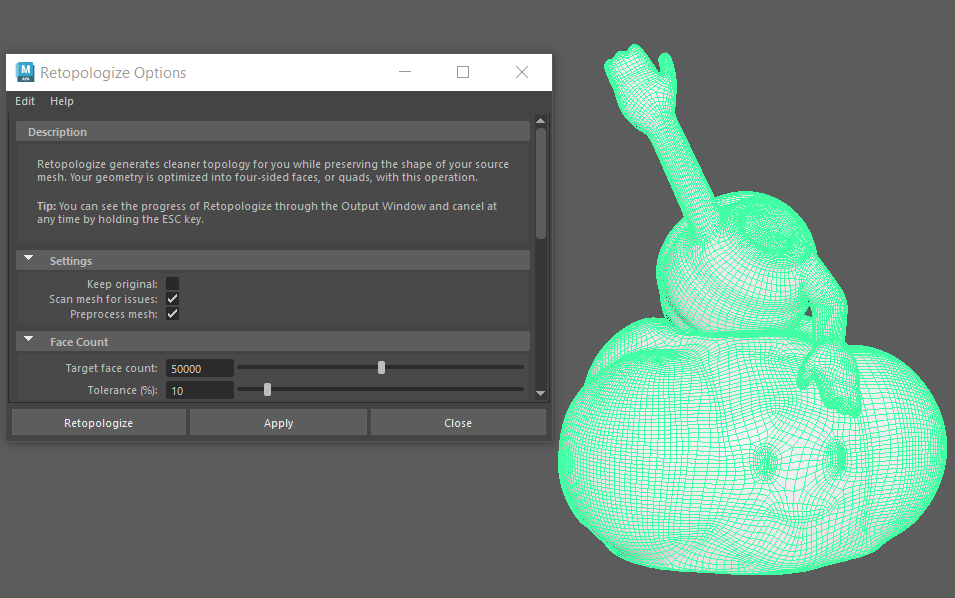 M
Retopologize Options
Edit Help
Description
Retopologize generates cleaner topology for you while preserving the shape of your source
mesh. Your geometry is optimized into four-sided faces, or quads, with this operation.
Tip: You can see the progress of Retopologize through the Output Window and cancel at
any time by holding the ESC key.
Settings
Keep original:
Scan mesh for issues:
Preprocess mesh:
Face Count
Target face count: 50000
Tolerance (%): 10
Retopologize Apply Close